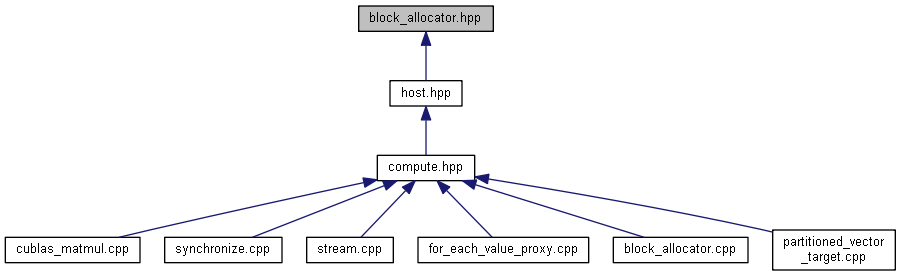 block_allocator.hpp
host.hpp
compute.hpp
cublas_matmul.cpp
synchronize.cpp
stream.cpp
for_each_value_proxy.cpp
block_allocator.cpp
partitioned_vector
_target.cpp